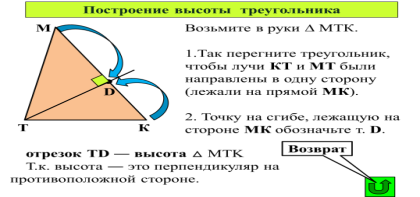 Построение высоты треугольника
М
D
Т
К
Возьмите в руки Δ МТК.
1.Так перегните треугольник,
чтобы лучи КТ и МТ были
направлены в одну сторону
(лежали на прямой МК).
2. Точку на сгибе, лежащую на
стороне МК обозначьте т. D.
отрезок TD — высота Δ МТК
Т.к. высота — это перпендикуляр на
противоположной стороне.
Возврат